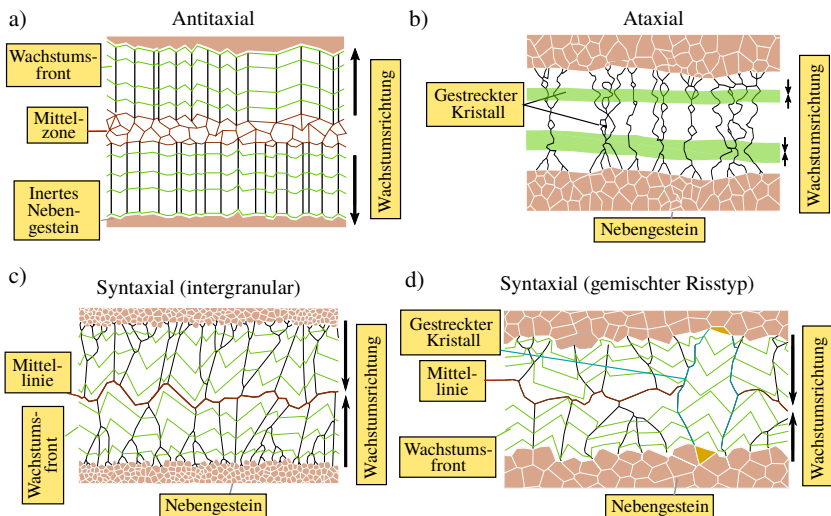 a)
Antitaxial
Wachstums-
front
Mittel-
zone
Inertes
Neben-
gestein
Wachstumsrichtung
b)
Ataxial
Gestreckter
Kristall
Nebengestein
Wachstumsrichtung
c)
Syntaxial (intergranular)
Mittel-
linie
Wachstums-
front
Nebengestein
Wachstumsrichtung
d)
Syntaxial (gemischter Risstyp)
Gestreckter
Kristall
Mittel-
linie
Wachstums-
front
Nebengestein
Wachstumsrichtung